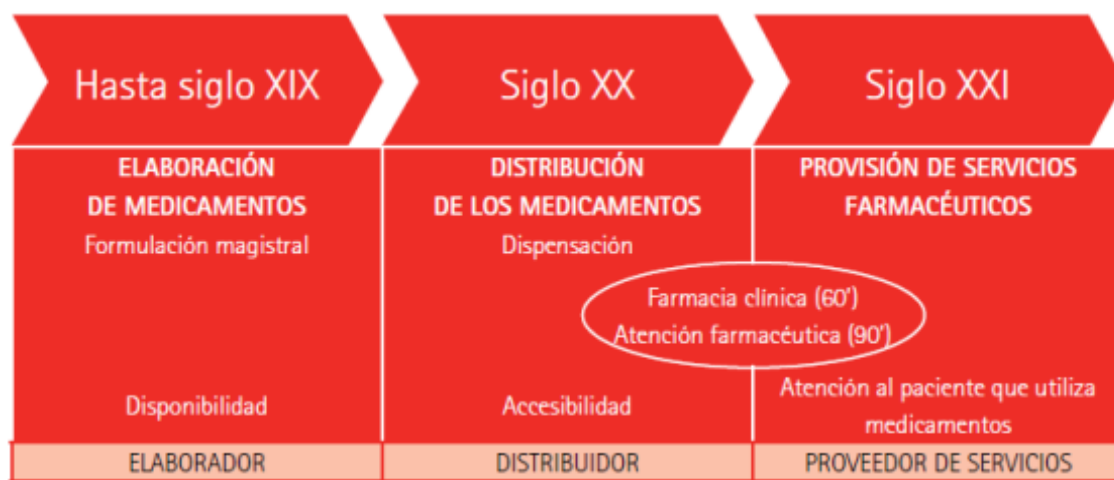 Hasta siglo XIX
Siglo XX
Siglo XXI
ELABORACIÓN
DE MEDICAMENTOS
Formulación magistral
Disponibilidad
ELABORADOR
DISTRIBUCIÓN
DE LOS MEDICAMENTOS
Dispensación
Accesibilidad
DISTRIBUIDOR
PROVISIÓN DE SERVICIOS
FARMACÉUTICOS
Farmacia clínica (60’)
Atención farmacéutica (90’)
Atención al paciente que utiliza
medicamentos
PROVEEDOR DE SERVICIOS